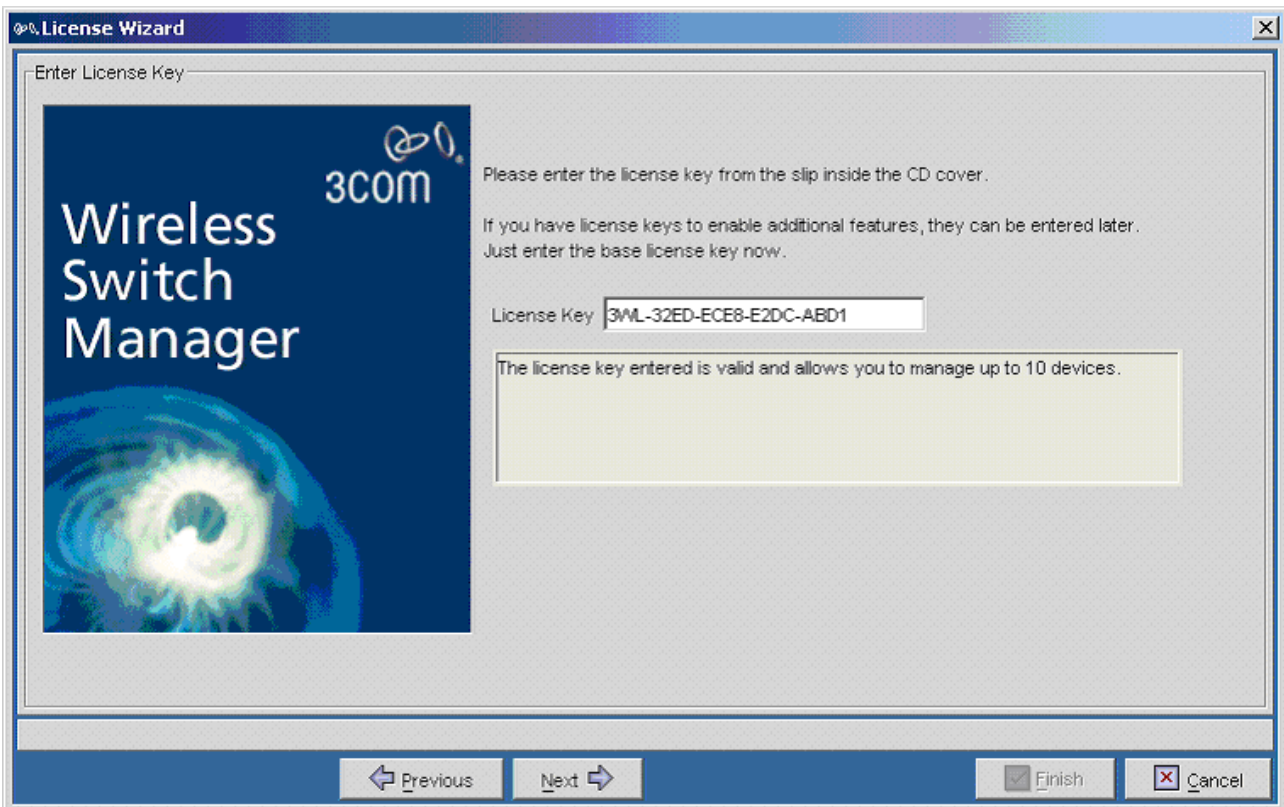 License Wizard
Enter License Key
3COM
Wireless
Switch
Manager
Please enter the license key from the slip inside the CD cover.
If you have license keys to enable additional features, they can be entered later.
Just enter the base license key now.
License Key 3WL-32ED-ECE8-E2DC-ABD1
The license key entered is valid and allows you to manage up to 10 devices.
Previous Next Finish Cancel